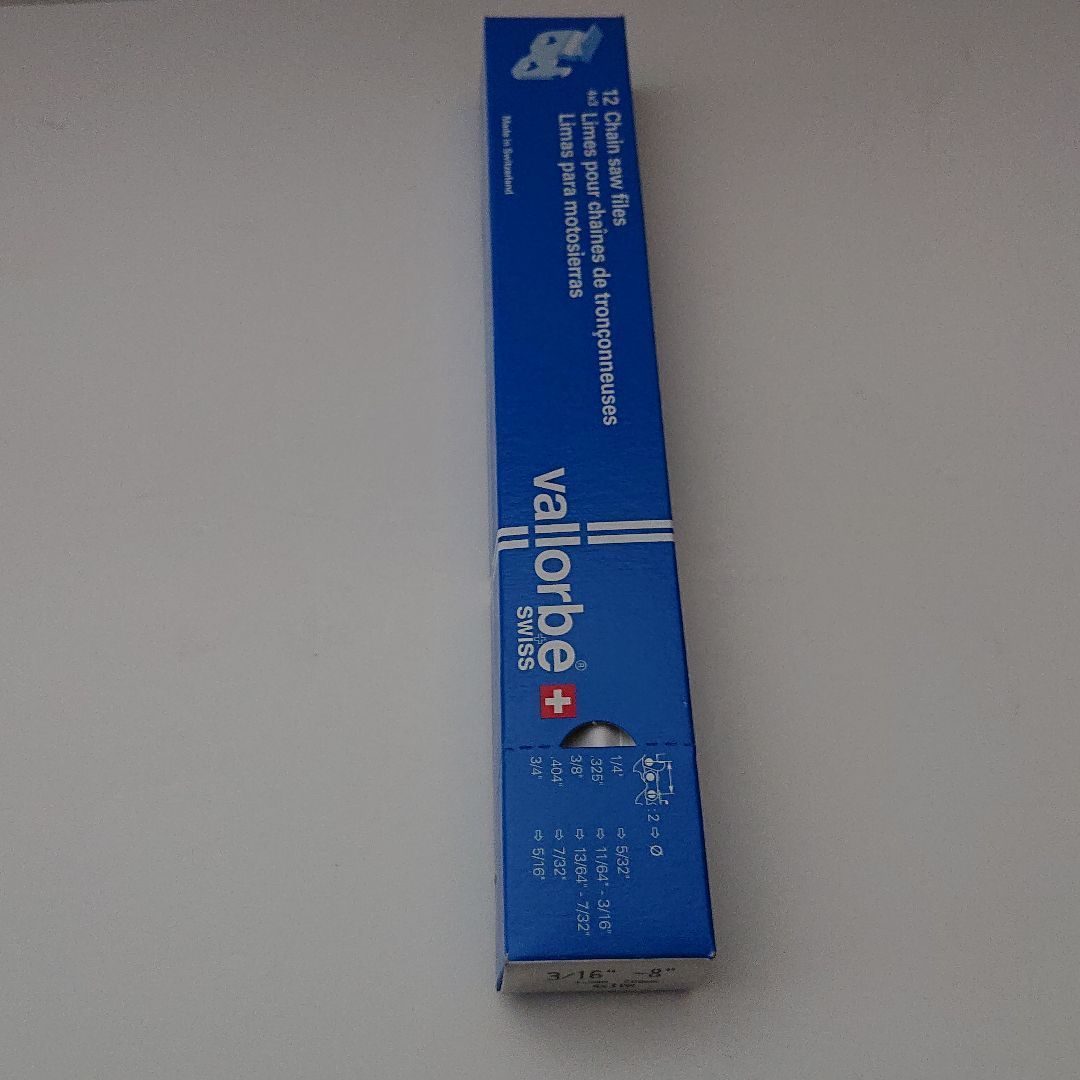 12 Chain saw files
4x3 Limes pour chaînes de tronçonneuses
Limas para motosierras
Made in Switzerland
vallorbe®
swiss
: 2 ⇨ Ø
1/4" ⇨ 5/32"
.325" ⇨ 11/64" - 3/16"
3/8" ⇨ 13/64" - 7/32"
.404" ⇨ 7/32"
3/4" ⇨ 5/16"
3/16" -8"